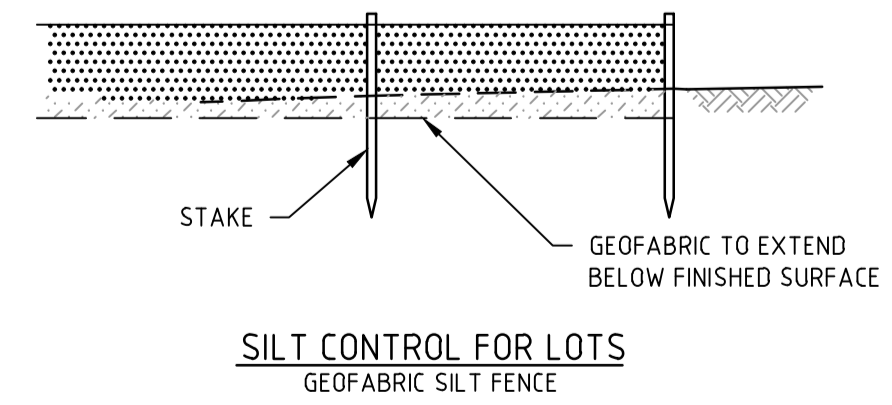 STAKE
GEOFABRIC TO EXTEND
BELOW FINISHED SURFACE
SILT CONTROL FOR LOTS
GEOFABRIC SILT FENCE